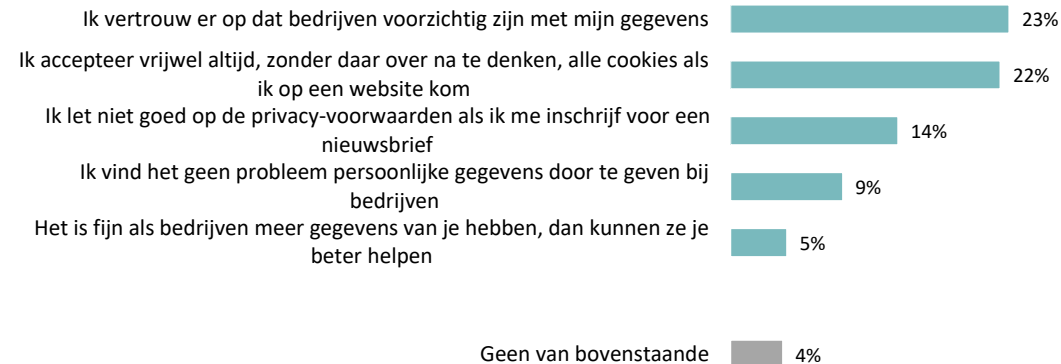 Ik vertrouw er op dat bedrijven voorzichtig zijn met mijn gegevens
23%
Ik accepteer vrijwel altijd, zonder daar over na te denken, alle cookies als
ik op een website kom
22%
Ik let niet goed op de privacy-voorwaarden als ik me inschrijf voor een
nieuwsbrief
14%
Ik vind het geen probleem persoonlijke gegevens door te geven bij
bedrijven
9%
Het is fijn als bedrijven meer gegevens van je hebben, dan kunnen ze je
beter helpen
5%
Geen van bovenstaande
4%